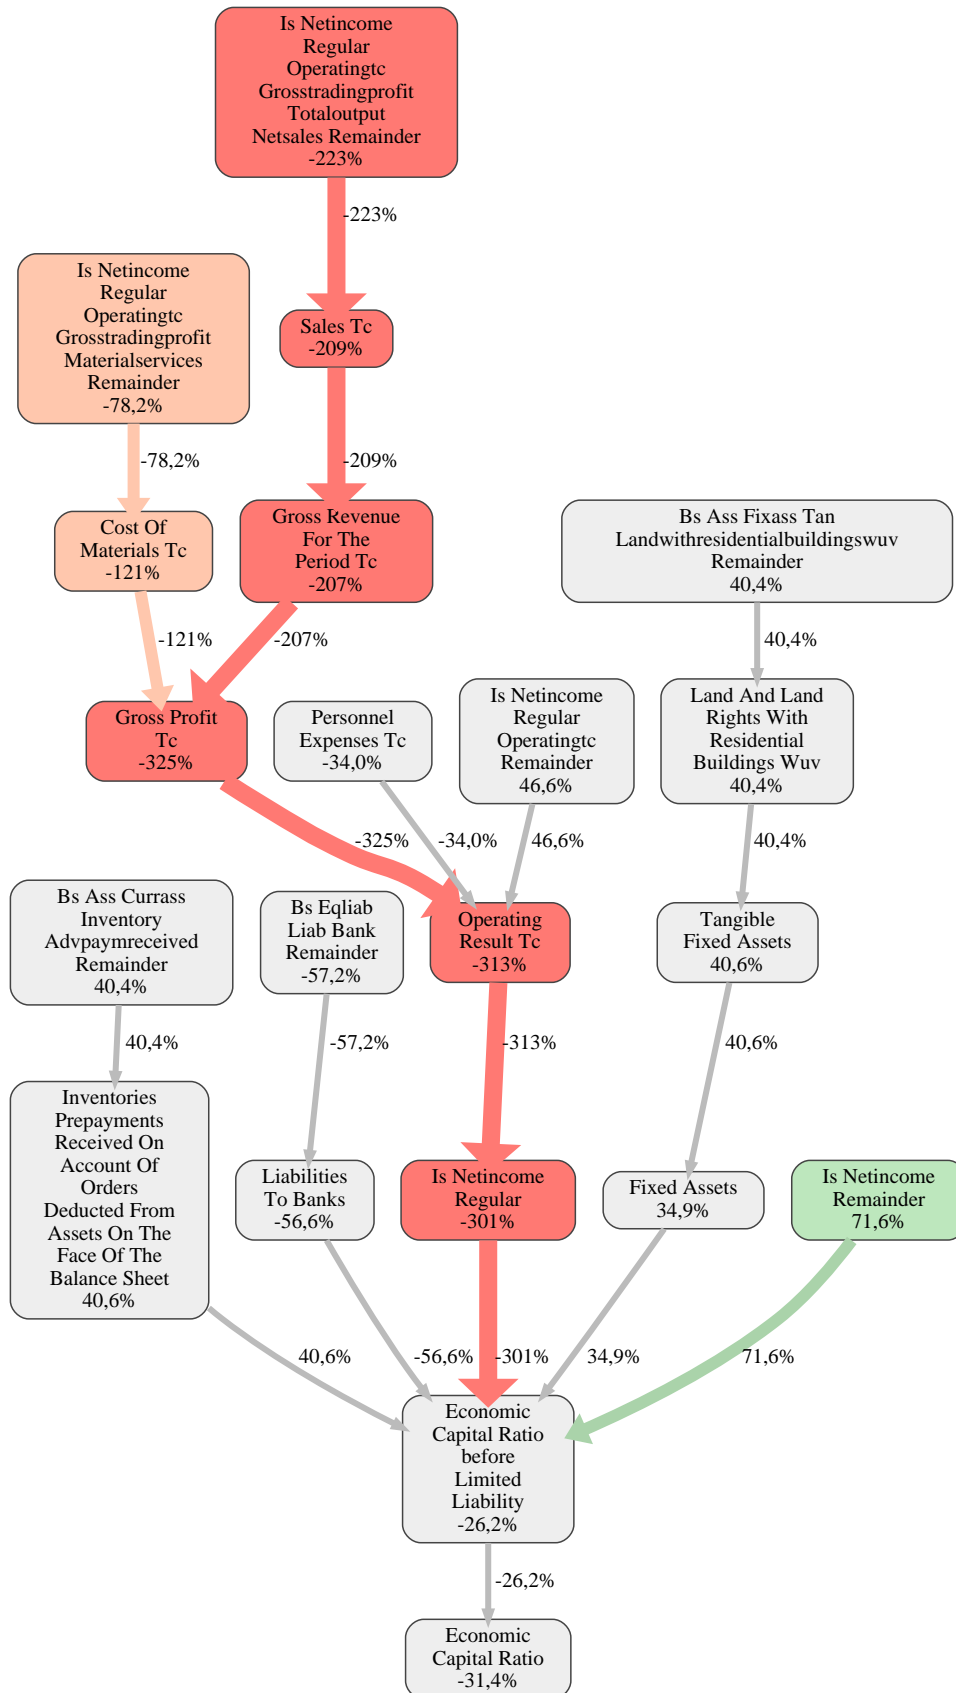 Is Netincome
Regular
Operatingtc
Grosstradingprofit
Totaloutput
Netsales Remainder
-223%
-223%
Is Netincome
Regular
Operatingtc
Grosstradingprofit
Materialservices
Remainder
-78,2%
Sales Tc
-209%
-78,2%
-209%
Cost Of
Materials Tc
-121%
Gross Revenue
For The
Period Tc
-207%
Bs Ass Fixass Tan
Landwithresidentialbuildingswuv
Remainder
40,4%
-121%
-207%
40,4%
Gross Profit
Tc
-325%
Personnel
Expenses Tc
-34,0%
Is Netincome
Regular
Operatingtc
Remainder
46,6%
Land And Land
Rights With
Residential
Buildings Wuv
40,4%
-325%
-34,0%
46,6%
40,4%
Bs Ass Currass
Inventory
Advpaymreceived
Remainder
40,4%
Bs Eqliab
Liab Bank
Remainder
-57,2%
Operating
Result Tc
-313%
Tangible
Fixed Assets
40,6%
40,4%
-57,2%
-313%
40,6%
Inventories
Prepayments
Received On
Account Of
Orders
Deducted From
Assets On The
Face Of The
Balance Sheet
40,6%
Liabilities
To Banks
-56,6%
Is Netincome
Regular
-301%
Fixed Assets
34,9%
Is Netincome
Remainder
71,6%
40,6%
-56,6%
-301%
34,9%
71,6%
Economic
Capital Ratio
before
Limited
Liability
-26,2%
-26,2%
Economic
Capital Ratio
-31,4%